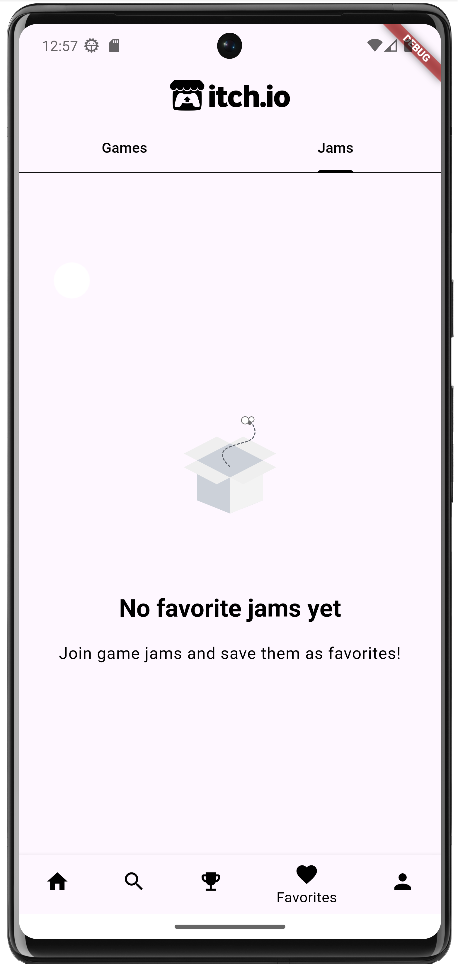 12:57
DEBUG
itch.io
Games Jams
No favorite jams yet
Join game jams and save them as favorites!
Favorites